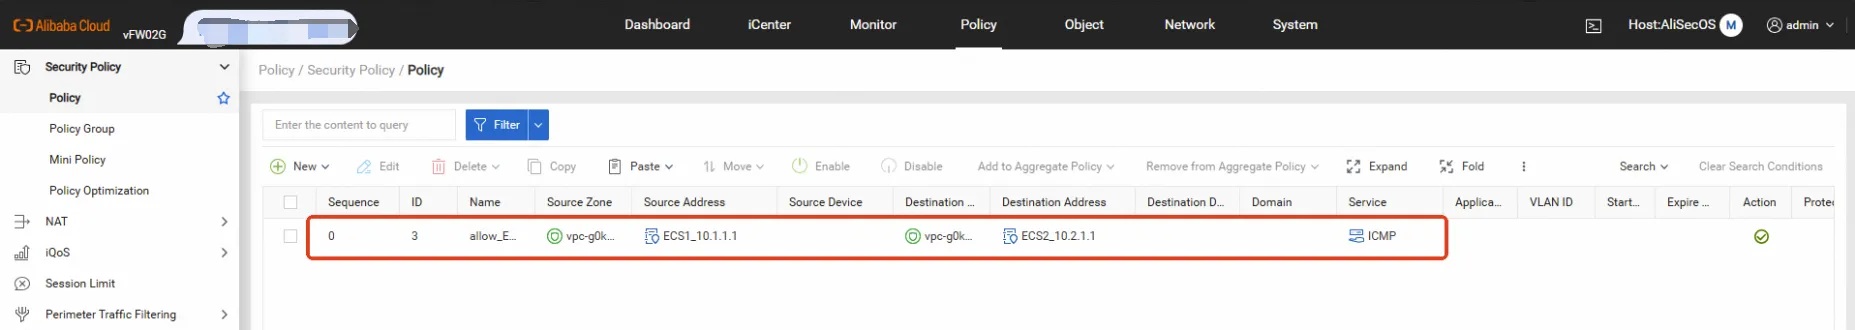 Alibaba Cloud vFW02G Dashboard iCenter Monitor Policy Object Network System Host:AliSecOS M admin
Security Policy
Policy
Policy Group
Mini Policy
Policy Optimization
NAT
iQoS
Session Limit
Perimeter Traffic Filtering
Policy / Security Policy / Policy
Enter the content to query Filter
New Edit Delete Copy Paste Move Enable Disable Add to Aggregate Policy Remove from Aggregate Policy Expand Fold Search Clear Search Conditions
Sequence ID Name Source Zone Source Address Source Device Destination ... Destination Address Destination D... Domain Service Applica... VLAN ID Start... Expire ... Action Protec
0 3 allow_E... vpc-g0k... ECS1_10.1.1.1 vpc-g0k... ECS2_10.2.1.1 ICMP